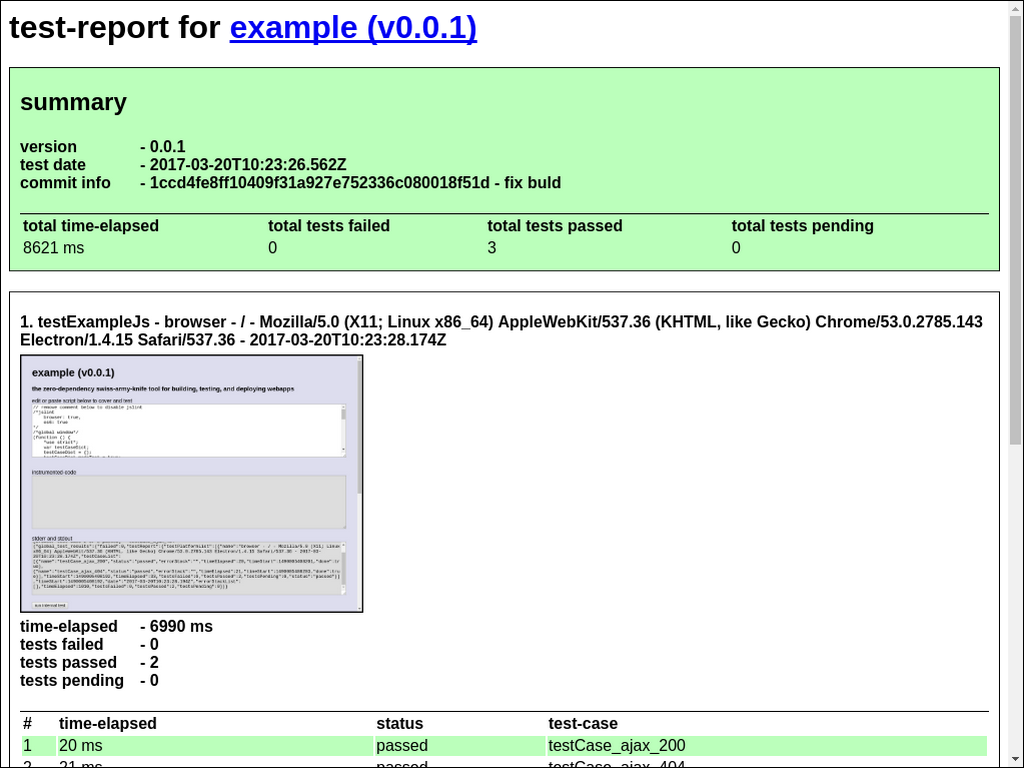 test-report for example (v0.0.1)
summary
version - 0.0.1
test date - 2017-03-20T10:23:26.562Z
commit info - 1ccd4fe8ff10409f31a927e752336c080018f51d - fix buld
total time-elapsed total tests failed total tests passed total tests pending
8621 ms 0 3 0
1. testExampleJs - browser - / - Mozilla/5.0 (X11; Linux x86_64) AppleWebKit/537.36 (KHTML, like Gecko) Chrome/53.0.2785.143
Electron/1.4.15 Safari/537.36 - 2017-03-20T10:23:28.174Z
example (v0.0.1)
the zero-dependency swiss-army-knife tool for building, testing, and deploying webapps
edit or paste script below to cover and test
// remove comment below to disable jslint
/*jslint
browser: true,
/*global window*/
(function () {
"use strict";
var testCaseDict;
testCaseDict = {};
instrumented-code
stderr and stdout
run internal test
time-elapsed - 6990 ms
tests failed - 0
tests passed - 2
tests pending - 0
# time-elapsed status test-case
1 20 ms passed testCase_ajax_200
2 21 ms passed testCase_ajax_404